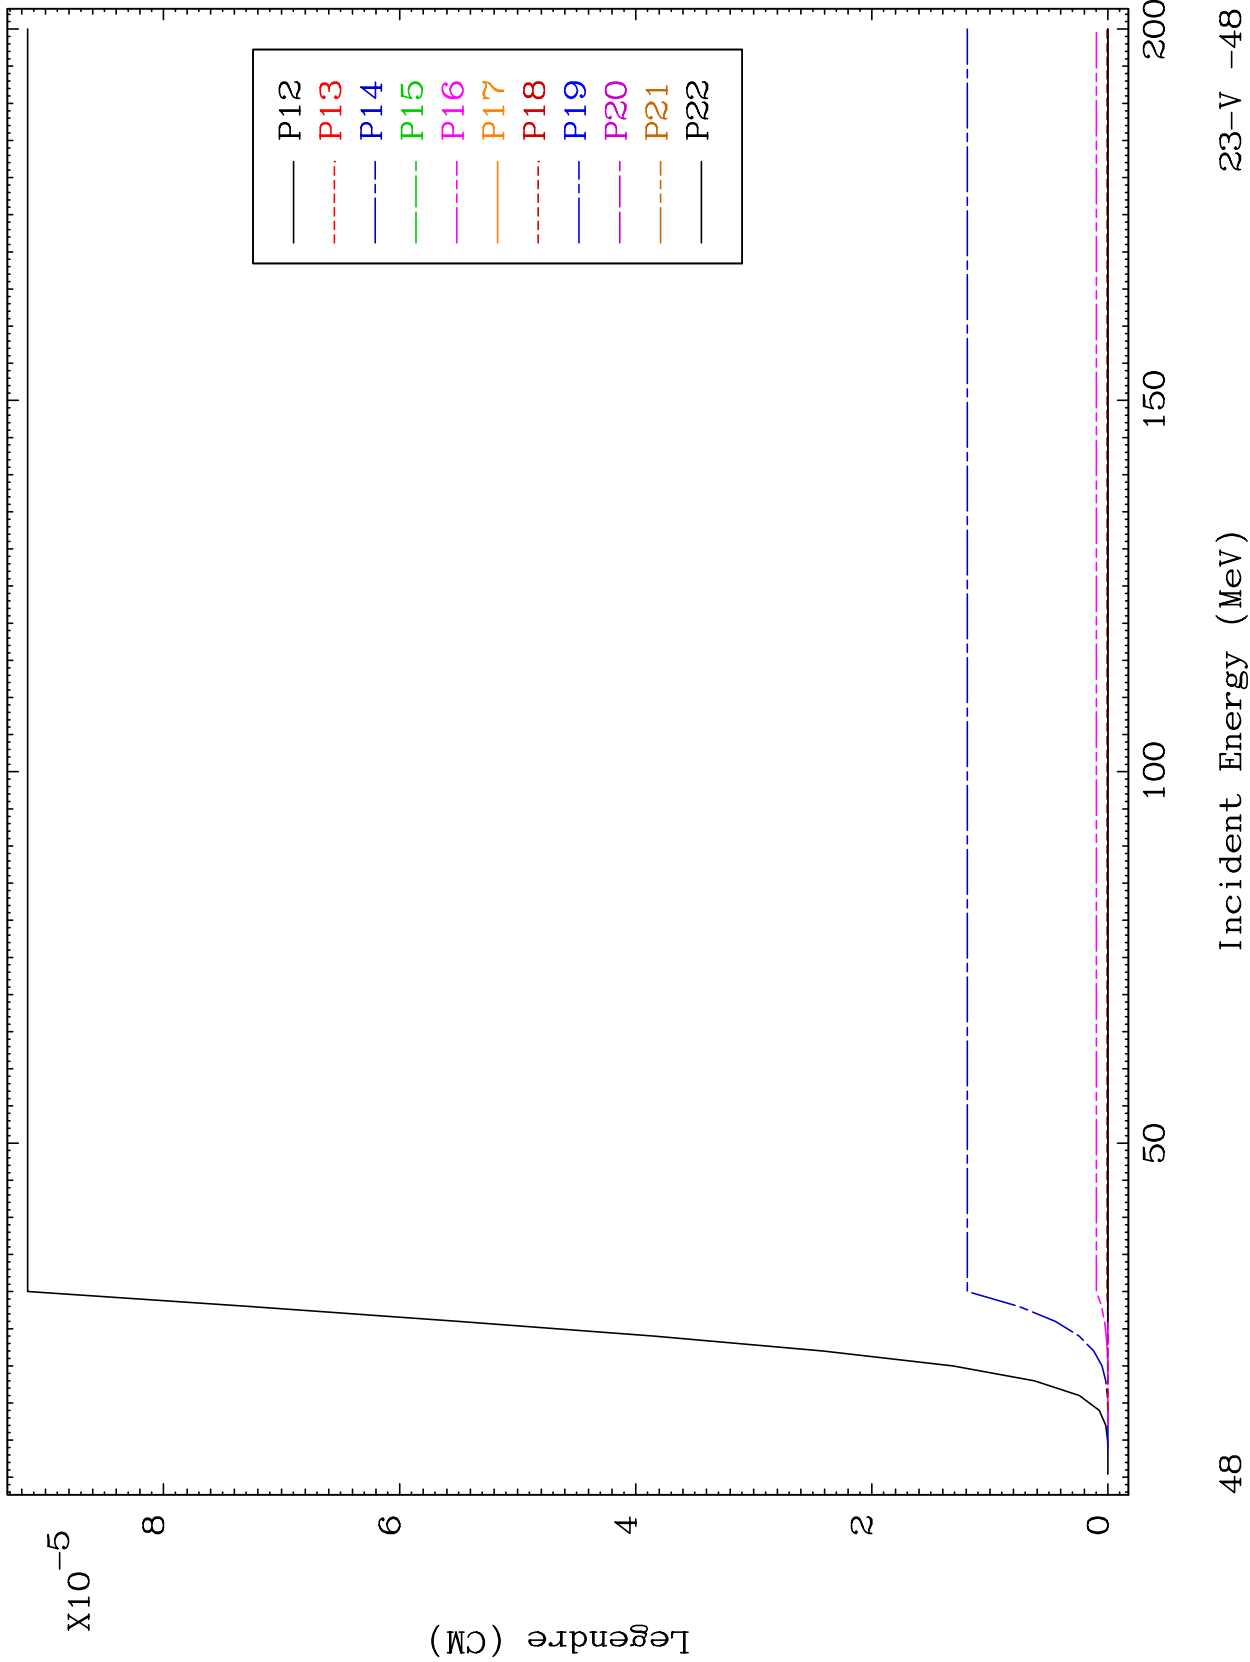 X10-5
8
6
4
2
0
Legendre (CM)
P12
P13
P14
P15
P16
P17
P18
P19
P20
P21
P22
50
100
150
200
Incident Energy (MeV)
48
23-V -48